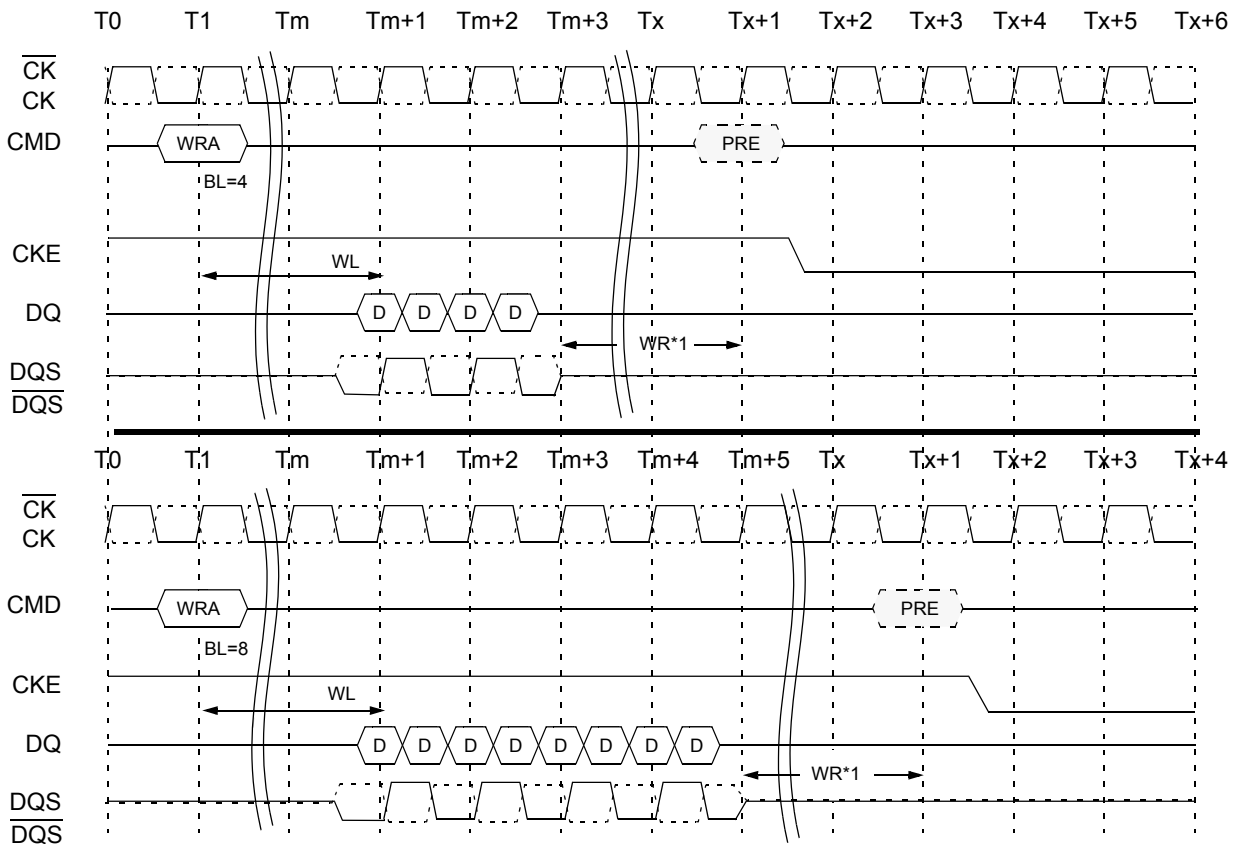 T0 T1 Tm Tm+1 Tm+2 Tm+3 Tx Tx+1 Tx+2 Tx+3 Tx+4 Tx+5 Tx+6
CK
CK
CMD WRA PRE
BL=4
CKE
WL
DQ D D D D
WR*1
DQS
DQS
T0 T1 Tm Tm+1 Tm+2 Tm+3 Tm+4 Tm+5 Tx Tx+1 Tx+2 Tx+3 Tx+4
CK
CK
CMD WRA PRE
BL=8
CKE
WL
DQ D D D D D D D D
WR*1
DQS
DQS